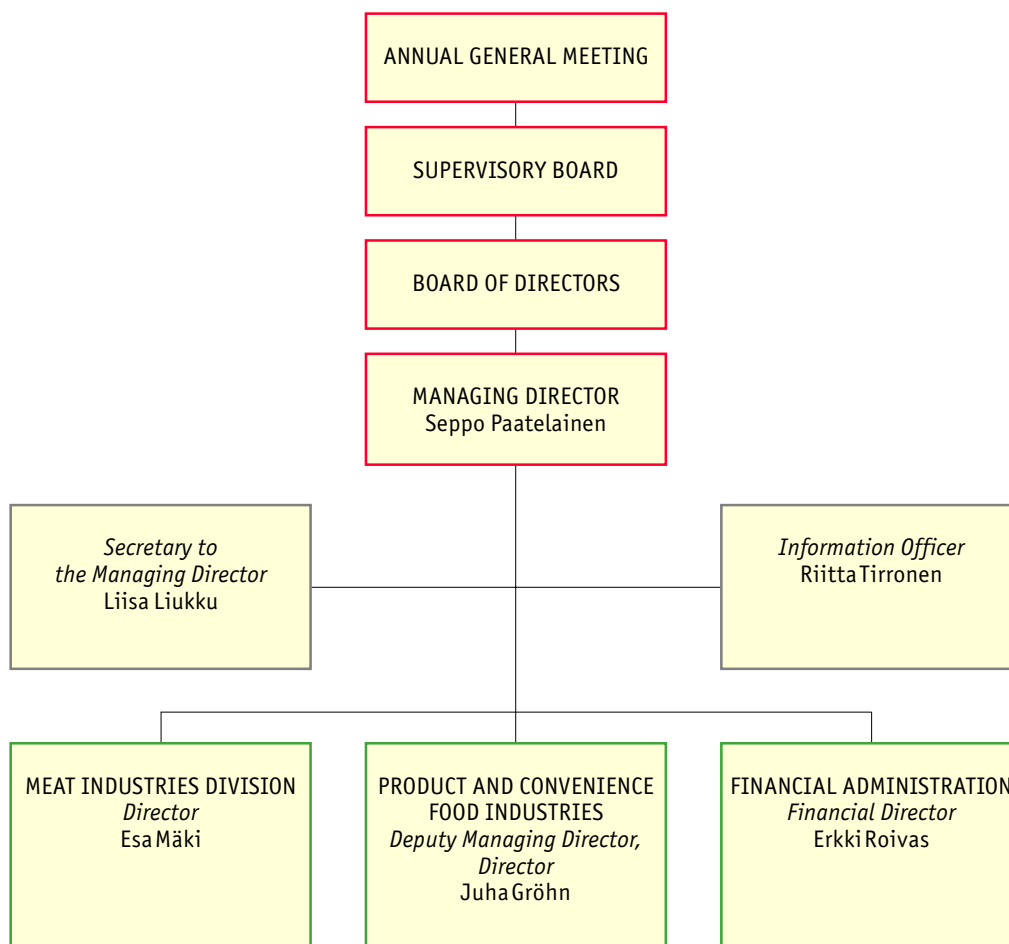 ANNUAL GENERAL MEETING
SUPERVISORY BOARD
BOARD OF DIRECTORS
MANAGING DIRECTOR
Seppo Paatelainen
Secretary to
the Managing Director
Liisa Liukku
Information Officer
Riitta Tirronen
MEAT INDUSTRIES DIVISION
Director
Esa Mäki
PRODUCT AND CONVENIENCE
FOOD INDUSTRIES
Deputy Managing Director,
Director
Juha Gröhn
FINANCIAL ADMINISTRATION
Financial Director
Erkki Roivas